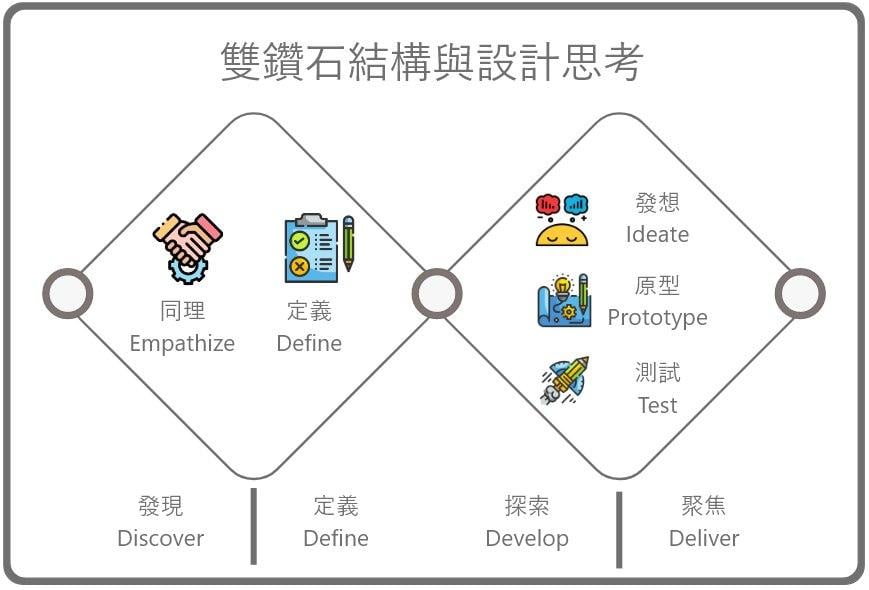 雙鑽石結構與設計思考
同理
Empathize
定義
Define
發想
Ideate
原型
Prototype
測試
Test
發現
Discover
定義
Define
探索
Develop
聚焦
Deliver